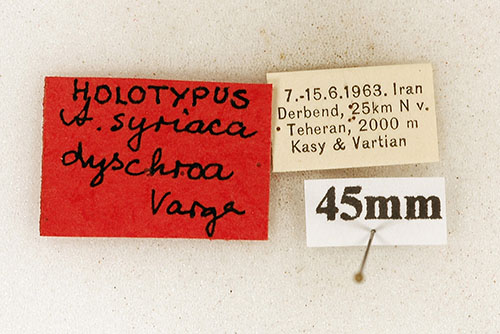 HOLOTYPUS
A. syriaca
dyschroa
Varga
7.-15.6.1963. Iran
Derbend, 25km N v.
Teheran, 2000 m
Kasy & Vartian
45mm